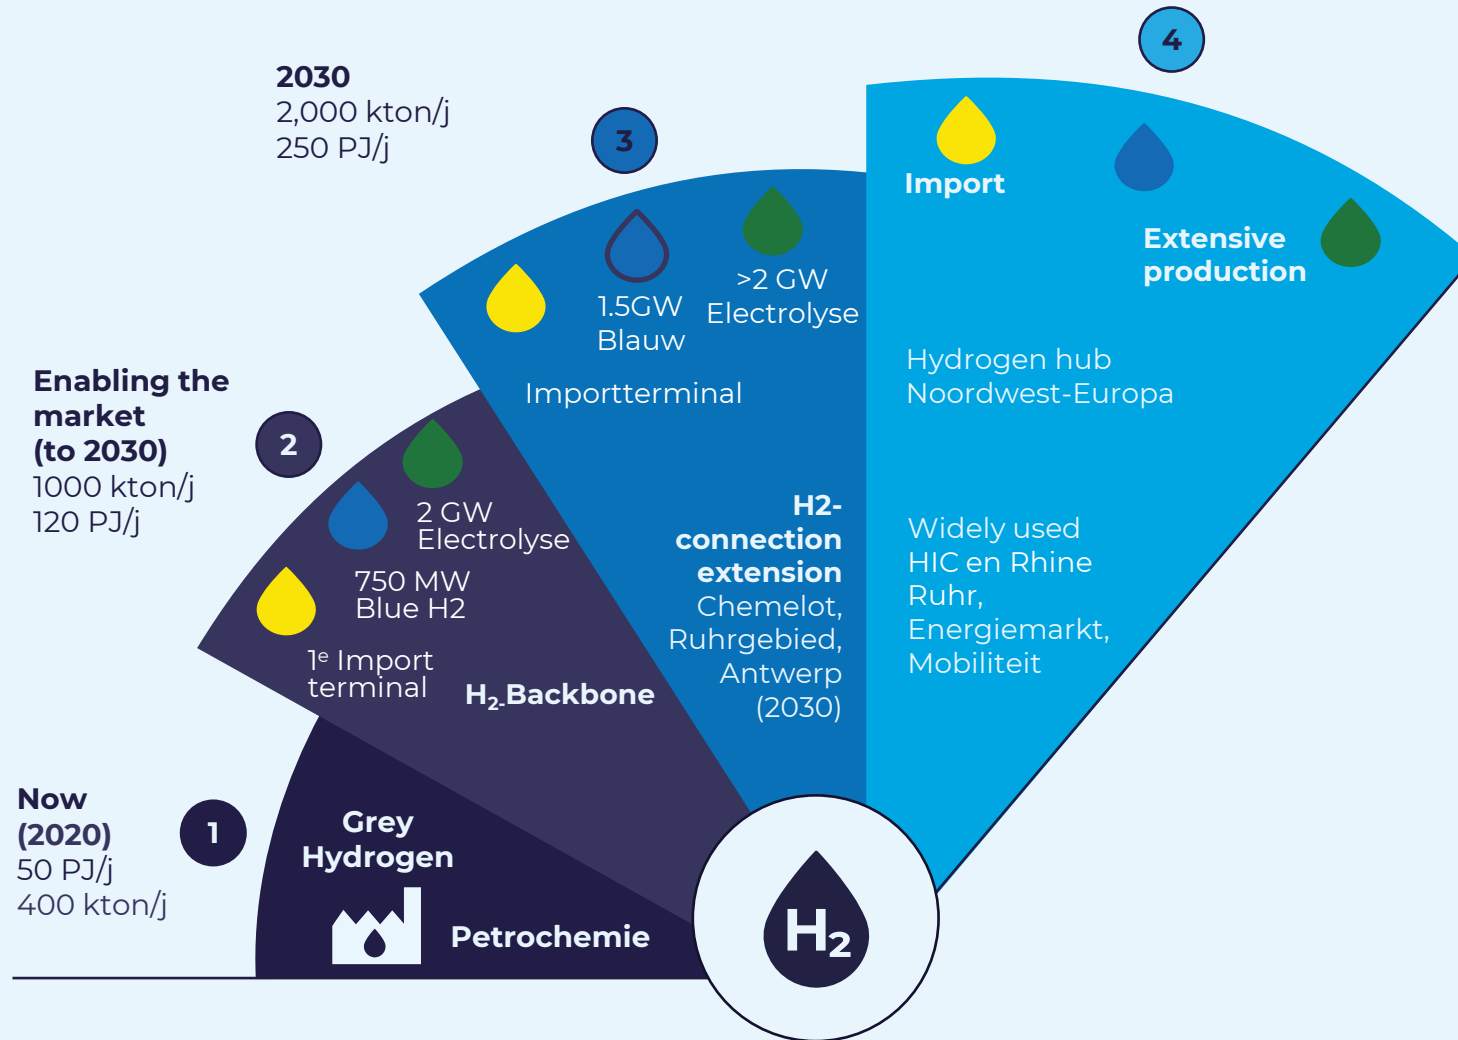 Now
(2020)
50 PJ/j
400 kton/j
1
Grey
Hydrogen
Petrochemie
Enabling the
market
(to 2030)
1000 kton/j
120 PJ/j
2
2 GW
Electrolyse
750 MW
Blue H2
1ᵉ Import
terminal
H₂-Backbone
2030
2,000 kton/j
250 PJ/j
3
>2 GW
Electrolyse
1.5GW
Blauw
Importterminal
H2-
connection
extension
Chemelot,
Ruhrgebied,
Antwerp
(2030)
4
Import
Extensive
production
Hydrogen hub
Noordwest-Europa
Widely used
HIC en Rhine
Ruhr,
Energiemarkt,
Mobiliteit
H₂